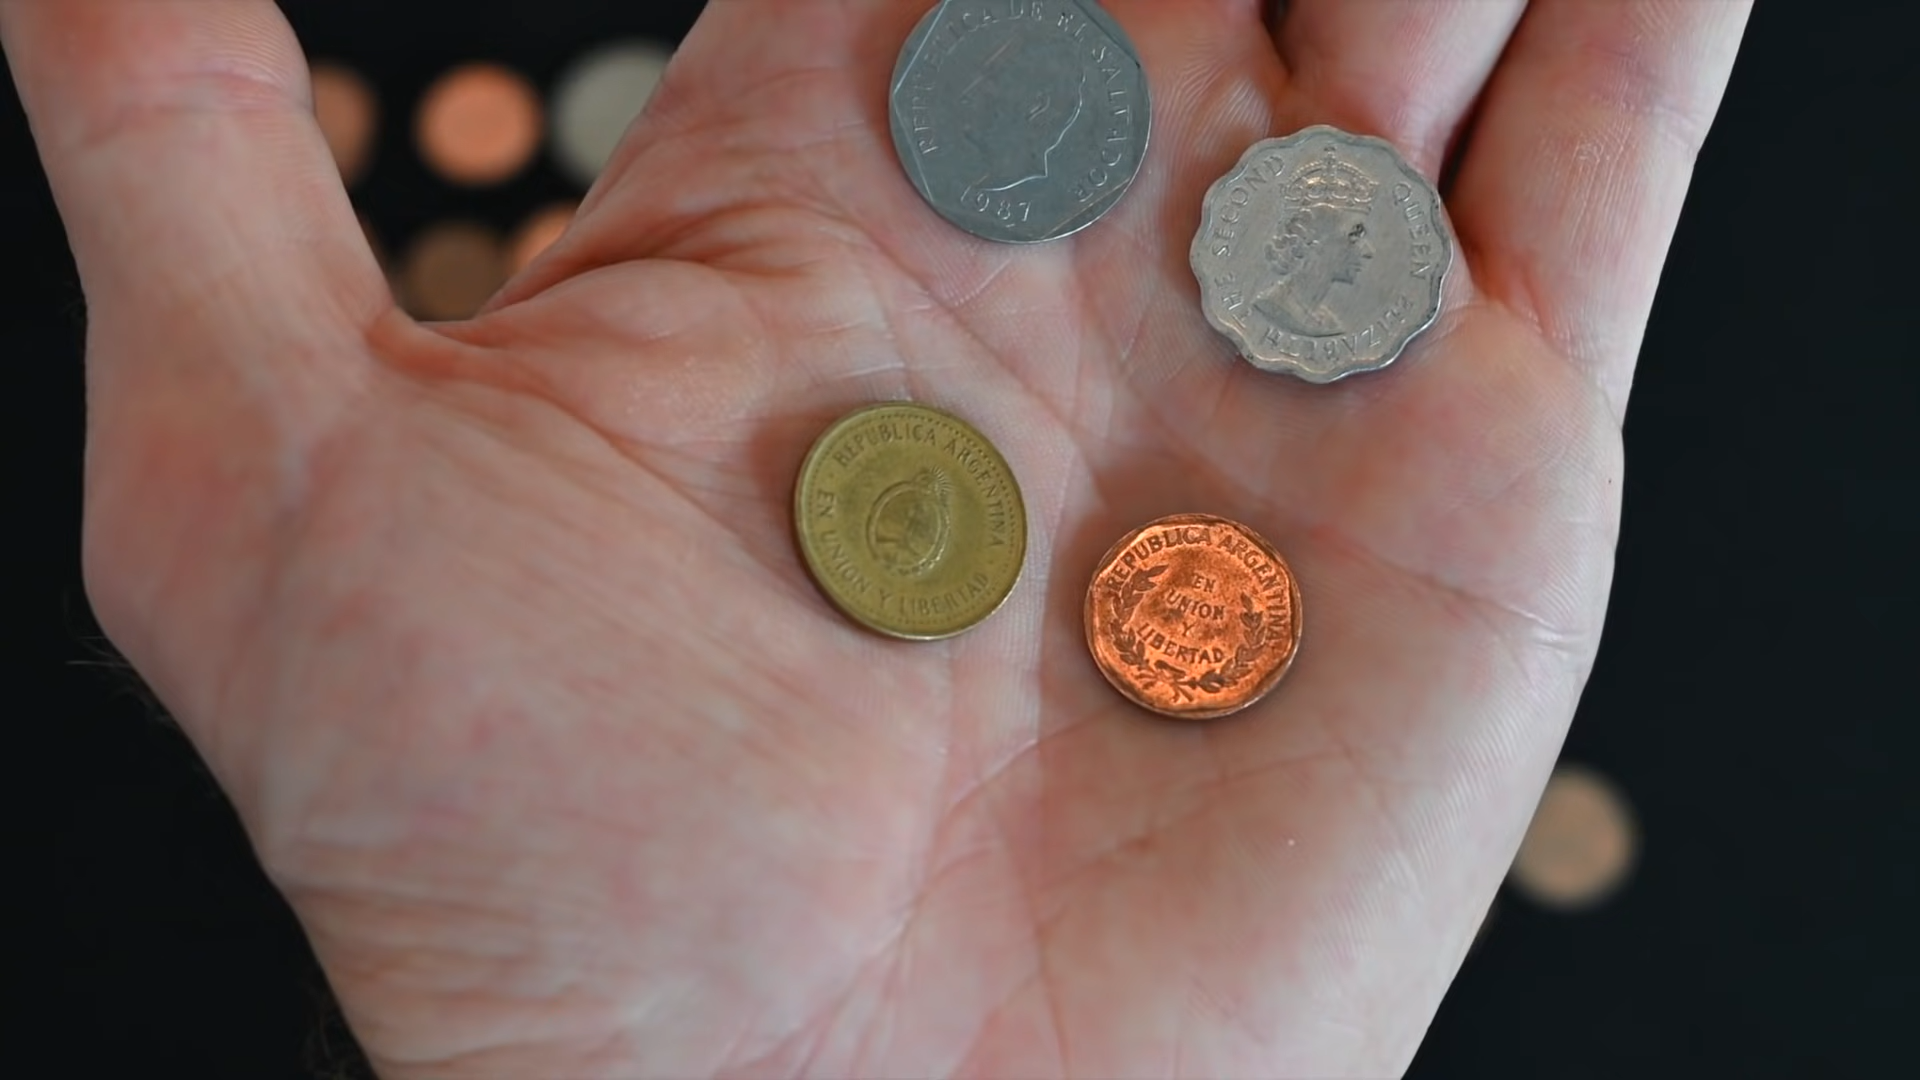 REPUBLICA DE EL SALVADOR
1987
QUEEN ELIZABETH THE SECOND
REPUBLICA ARGENTINA
EN UNION Y LIBERTAD
REPUBLICA ARGENTINA
EN
UNION
Y
LIBERTAD